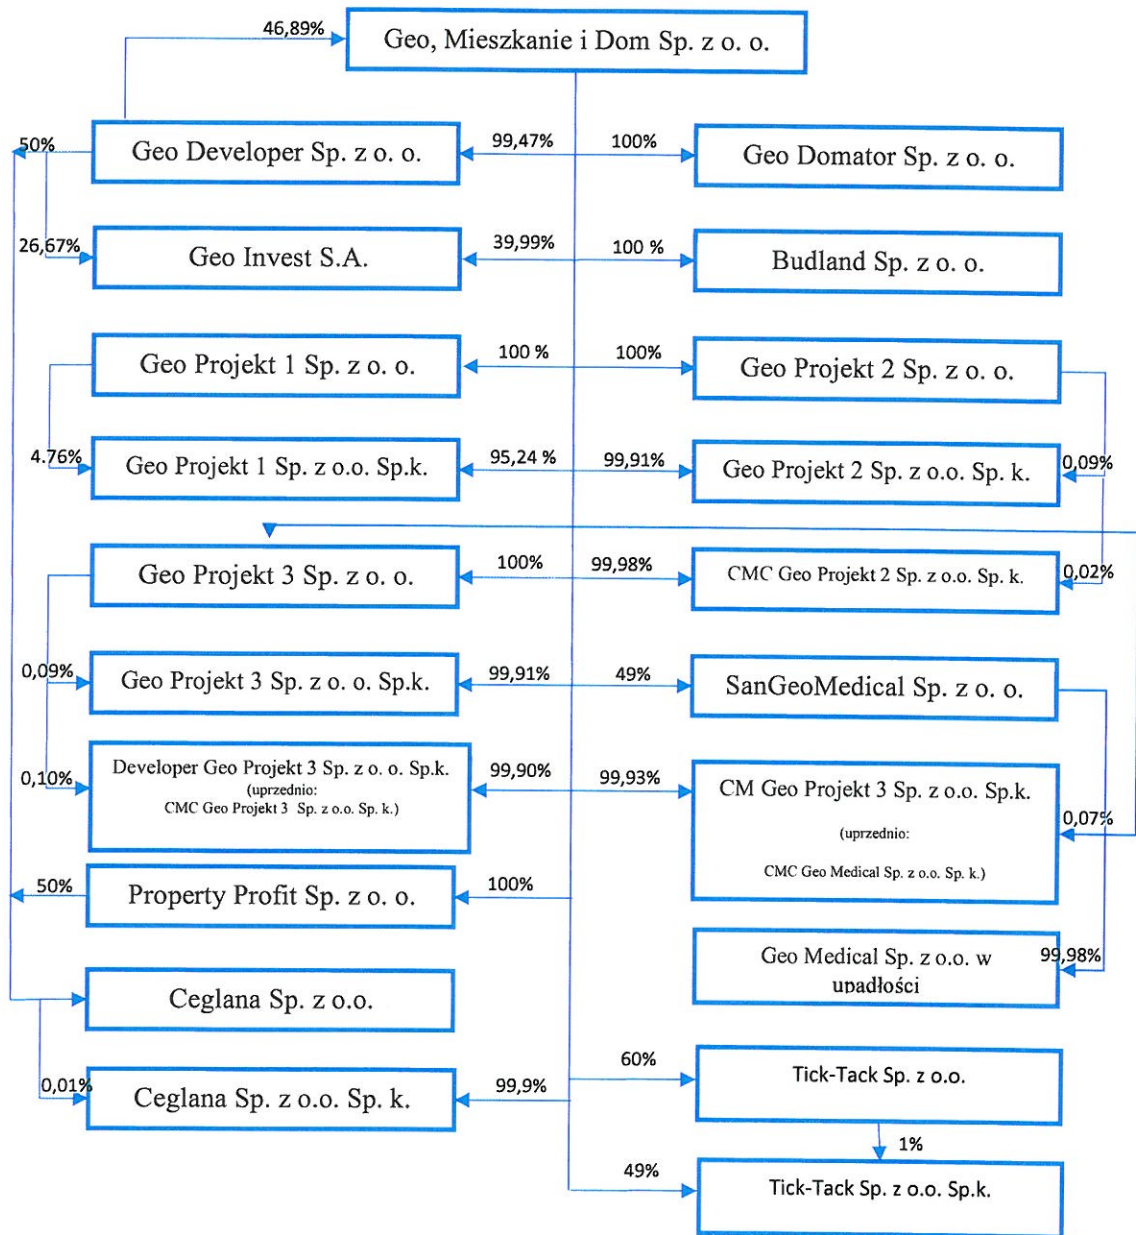 46,89%
Geo, Mieszkanie i Dom Sp. z o. o.
50%
Geo Developer Sp. z o. o.
99,47%
100%
Geo Domator Sp. z o. o.
26,67%
Geo Invest S.A.
39,99%
100 %
Budland Sp. z o. o.
Geo Projekt 1 Sp. z o. o.
100 %
100%
Geo Projekt 2 Sp. z o. o.
4.76%
Geo Projekt 1 Sp. z o.o. Sp.k.
95,24 %
99,91%
Geo Projekt 2 Sp. z o.o. Sp. k.
0,09%
Geo Projekt 3 Sp. z o. o.
100%
99,98%
CMC Geo Projekt 2 Sp. z o.o. Sp. k.
0,02%
0,09%
Geo Projekt 3 Sp. z o. o. Sp.k.
99,91%
49%
SanGeoMedical Sp. z o. o.
0,10%
Developer Geo Projekt 3 Sp. z o. o. Sp.k.
(uprzednio:
CMC Geo Projekt 3 Sp. z o.o. Sp. k.)
99,90%
99,93%
CM Geo Projekt 3 Sp. z o.o. Sp.k.
(uprzednio:
CMC Geo Medical Sp. z o.o. Sp. k.)
0,07%
50%
Property Profit Sp. z o. o.
100%
Geo Medical Sp. z o.o. w
upadłości
99,98%
Ceglana Sp. z o.o.
0,01%
Ceglana Sp. z o.o. Sp. k.
99,9%
60%
Tick-Tack Sp. z o.o.
1%
49%
Tick-Tack Sp. z o.o. Sp.k.